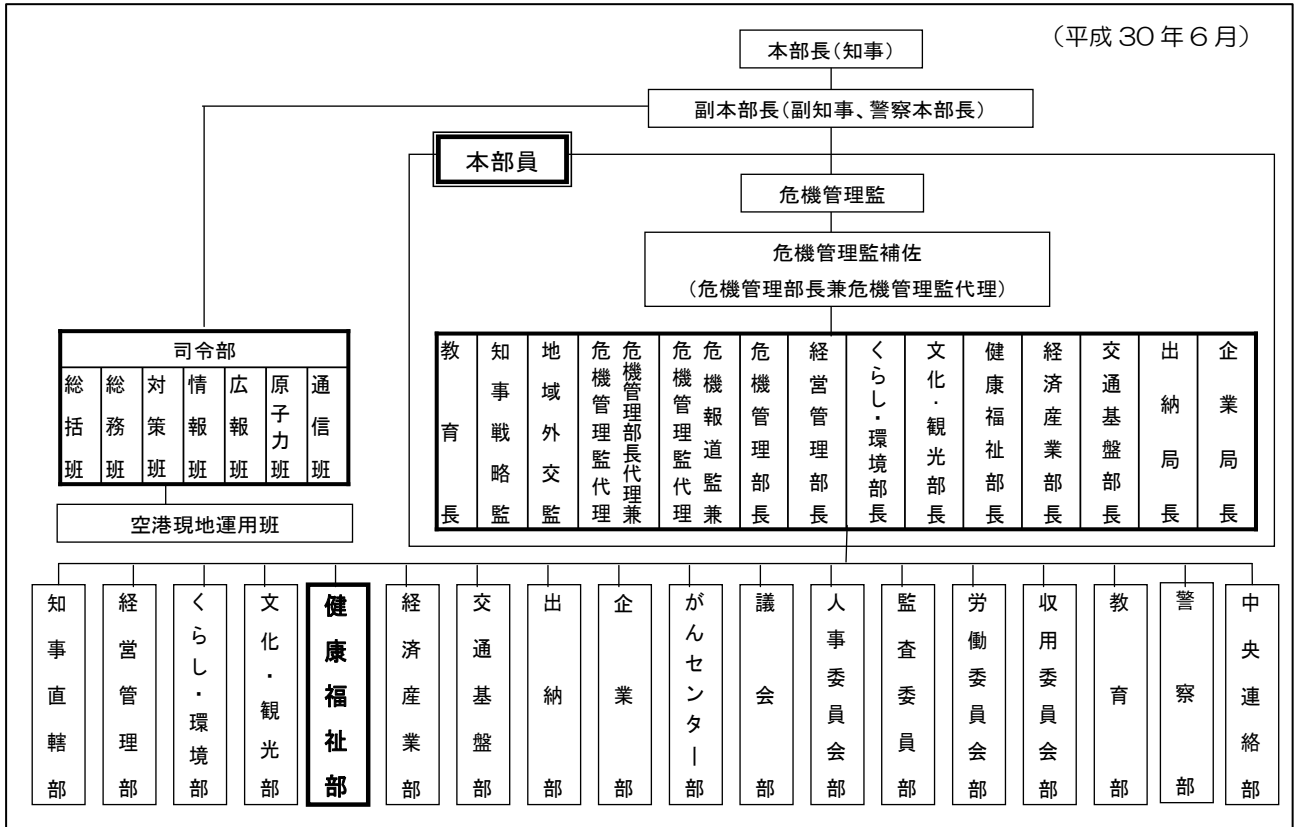 （平成30年6月）
本部長（知事）
副本部長（副知事、警察本部長）
本部員
危機管理監
危機管理監補佐
（危機管理部長兼危機管理監代理）
司令部
総括班
総務班
対策班
情報班
広報班
原子力班
通信班
空港現地運用班
教育長
知事戦略監
地域外交監
危機管理部長代理兼
危機管理監代理
危機報道監兼
危機管理監代理
危機管理部長
経営管理部長
くらし・環境部長
文化・観光部長
健康福祉部長
経済産業部長
交通基盤部長
出納局長
企業局長
知事直轄部
経営管理部
くらし・環境部
文化・観光部
健康福祉部
経済産業部
交通基盤部
出納部
企業部
がんセンター部
議会部
人事委員会部
監査委員部
労働委員会部
収用委員会部
教育部
警察部
中央連絡部